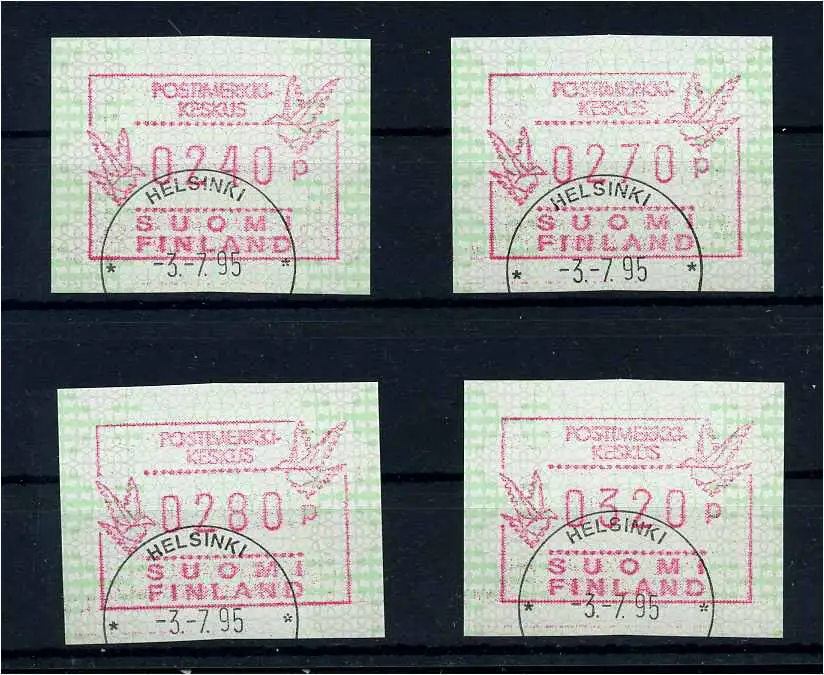 POSTIMERKKI-
KESKUS
0240 P
HELSINKI
SUOMI
FINLAND
* -3.-7.95 *
POSTIMERKKI-
KESKUS
0270 P
HELSINKI
SUOMI
FINLAND
* -3.-7.95 *
POSTIMERKKI-
KESKUS
0280 P
HELSINKI
SUOMI
FINLAND
* -3.-7.95 *
POSTIMERKKI-
KESKUS
0320 P
HELSINKI
SUOMI
FINLAND
* -3.-7.95 *